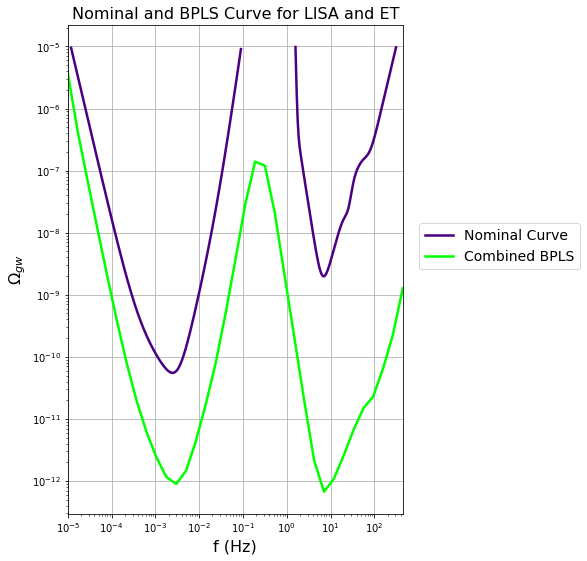 Nominal and BPLS Curve for LISA and ET
10⁻⁵
10⁻⁶
10⁻⁷
10⁻⁸
10⁻⁹
10⁻¹⁰
10⁻¹¹
10⁻¹²
Ω_gw
Nominal Curve
Combined BPLS
10⁻⁵ 10⁻⁴ 10⁻³ 10⁻² 10⁻¹ 10⁰ 10¹ 10²
f (Hz)